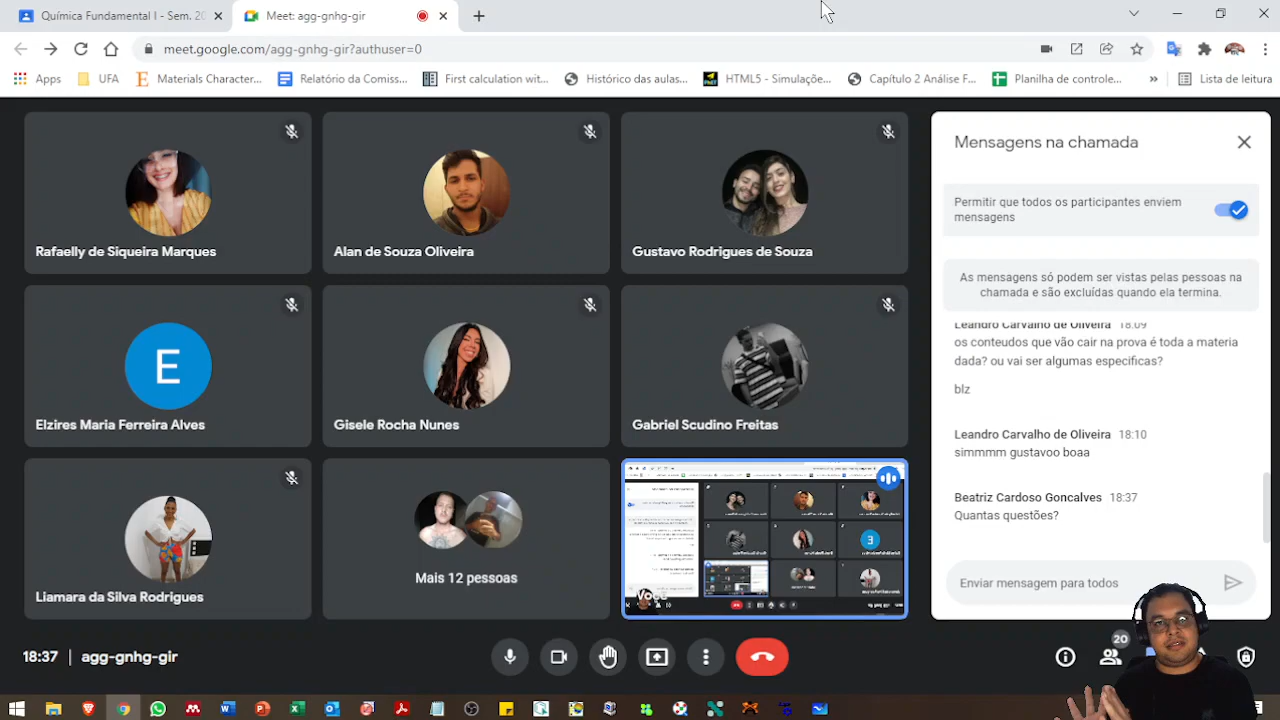 Química Fundamental I - Sem. 20
Meet: agg-gnhg-gir
meet.google.com/agg-gnhg-gir?authuser=0
Apps
UFA
Materials Character...
Relatório da Comiss...
First calculation wit...
Histórico das aulas...
HTML5 - Simulaçõe...
Capítulo 2 Análise F...
Planilha de controle...
Lista de leitura
Rafaelly de Siqueira Marques
Alan de Souza Oliveira
Gustavo Rodrigues de Souza
E
Elzires Maria Ferreira Alves
Gisele Rocha Nunes
Gabriel Scudino Freitas
Liamara da Silva Rodrigues
Mais 12 pessoas
Você
18:37 | agg-gnhg-gir
Mensagens na chamada
Permitir que todos os participantes enviem
mensagens
As mensagens só podem ser vistas pelas pessoas na
chamada e são excluídas quando ela termina.
Leandro Carvalho de Oliveira 18:09
os conteudos que vão cair na prova é toda a materia
dada? ou vai ser algumas especificas?
blz
Leandro Carvalho de Oliveira 18:10
simmmm gustavoo boaa
Beatriz Cardoso Goncalves 18:37
Quantas questões?
Enviar mensagem para todos
20